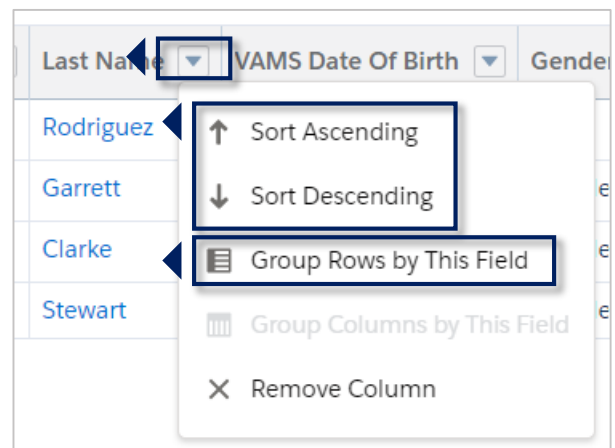 Last Name VAMS Date Of Birth Gender
Rodriguez
Garrett
Clarke
Stewart
Sort Ascending
Sort Descending
Group Rows by This Field
Group Columns by This Field
Remove Column